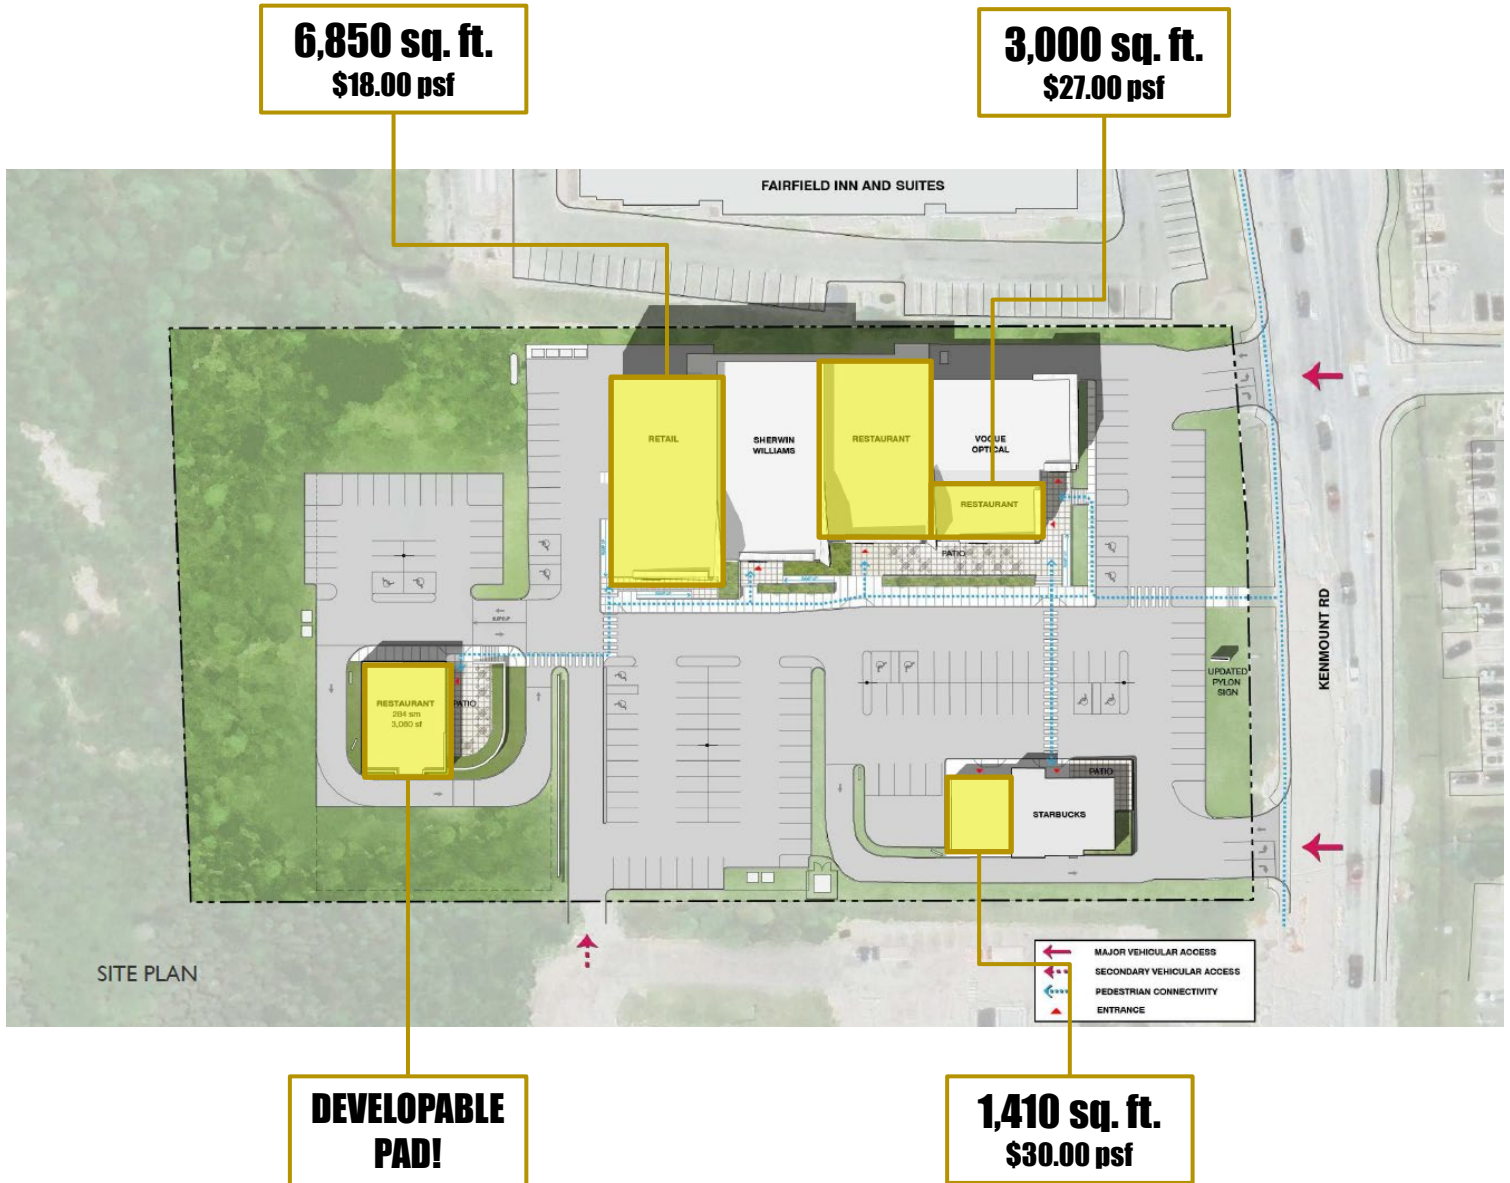 6,850 sq. ft.
$18.00 psf
3,000 sq. ft.
$27.00 psf
FAIRFIELD INN AND SUITES
RETAIL
SHERWIN
WILLIAMS
RESTAURANT
VOGUE
OPTICAL
RESTAURANT
PATIO
KENMOUNT RD
UPDATED
PYLON
SIGN
RESTAURANT
284 sm
3,060 sf
PATIO
PATIO
STARBUCKS
SITE PLAN
MAJOR VEHICULAR ACCESS
SECONDARY VEHICULAR ACCESS
PEDESTRIAN CONNECTIVITY
ENTRANCE
DEVELOPABLE
PAD!
1,410 sq. ft.
$30.00 psf